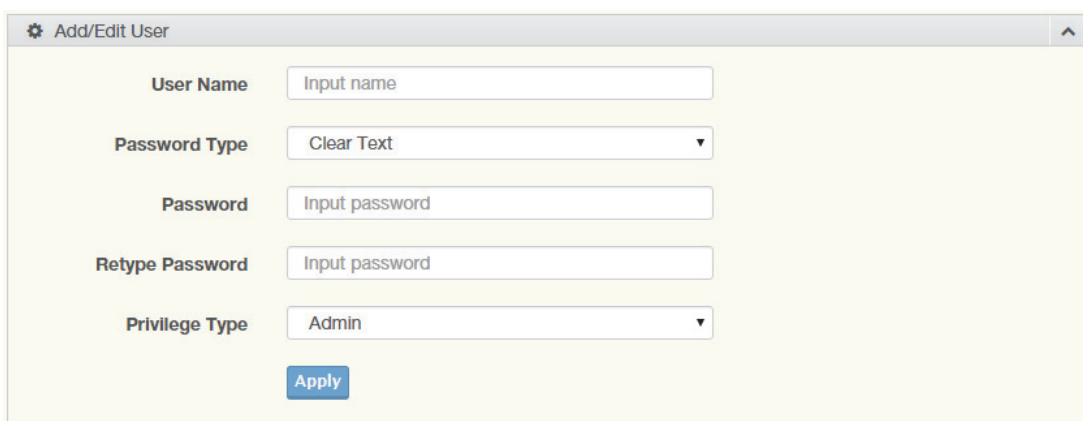 Add/Edit User
User Name Input name
Password Type Clear Text
Password Input password
Retype Password Input password
Privilege Type Admin
Apply